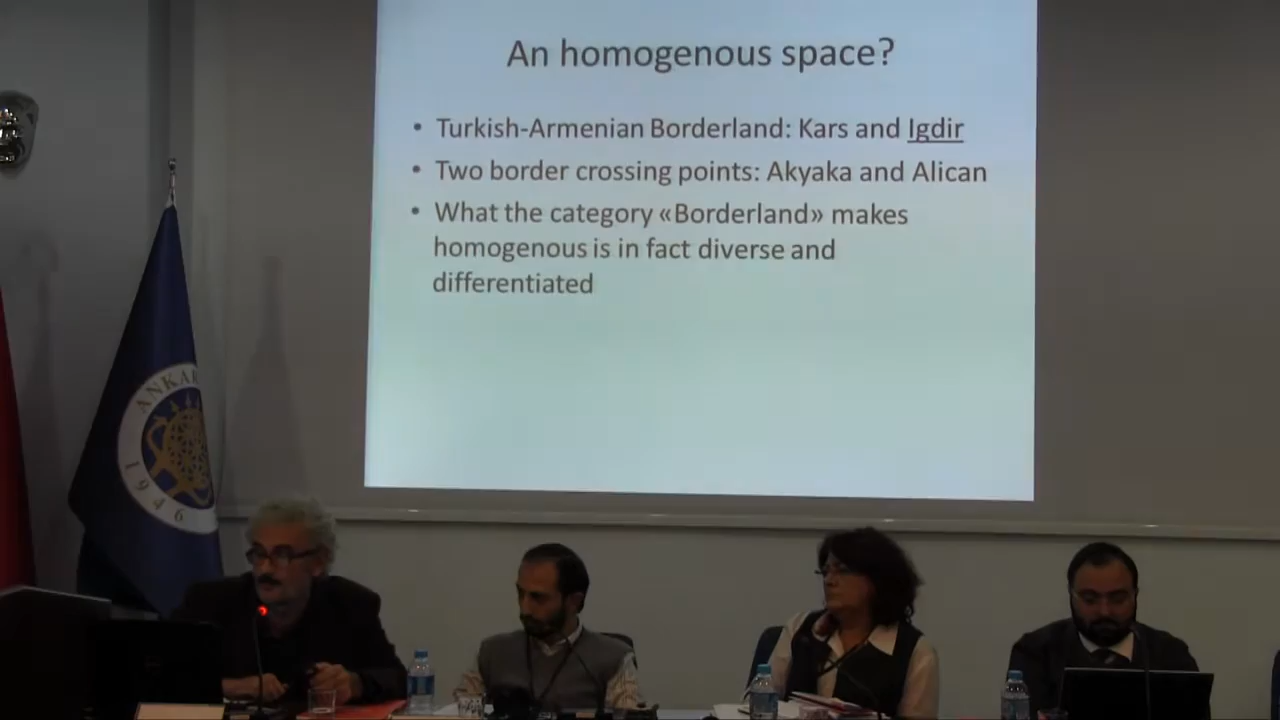 An homogenous space?
• Turkish-Armenian Borderland: Kars and Igdir
• Two border crossing points: Akyaka and Alican
• What the category «Borderland» makes
homogenous is in fact diverse and
differentiated
ANKAR
1946